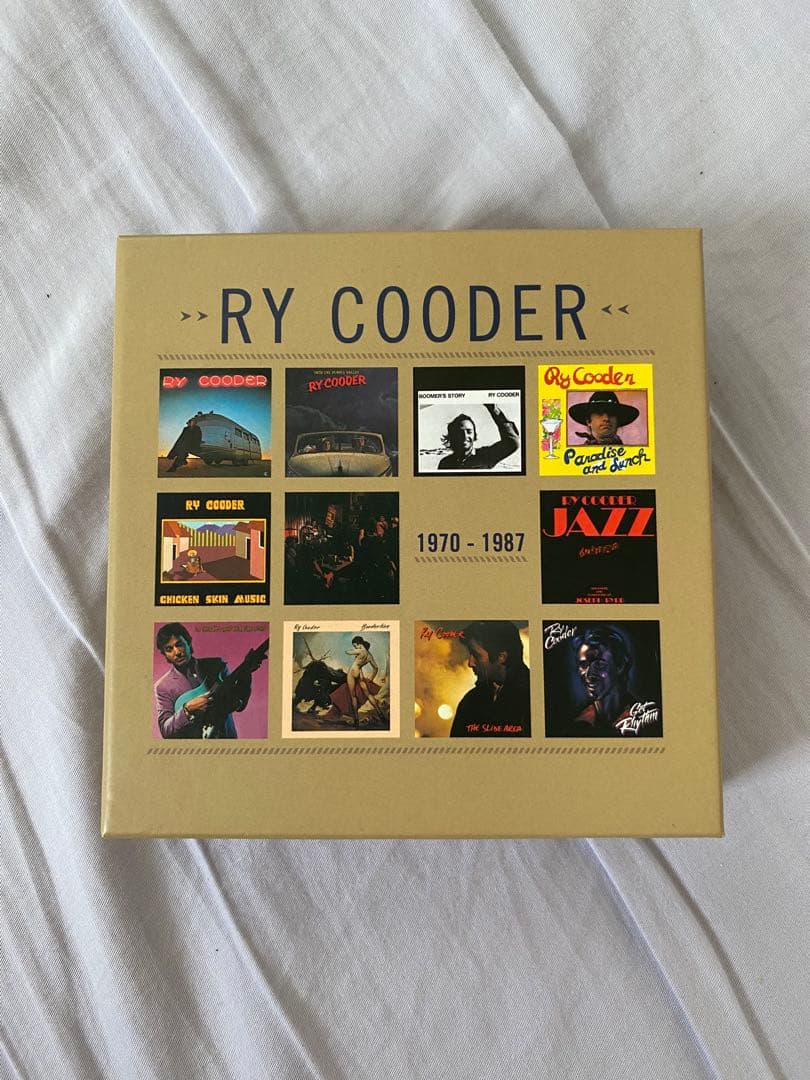 RY COODER
RY COODER
INTO THE PURPLE VALLEY
RY COODER
BOOMER'S STORY RY COODER
Ry Cooder
Paradise
and Lunch
RY COODER
CHICKEN SKIN MUSIC
1970 - 1987
RY COODER
JAZZ
JOSEPH BYRD
Ry Cooder Borderline
Ry Cooder
THE SLIDE AREA
Ry
Cooder
Get
Rhythm